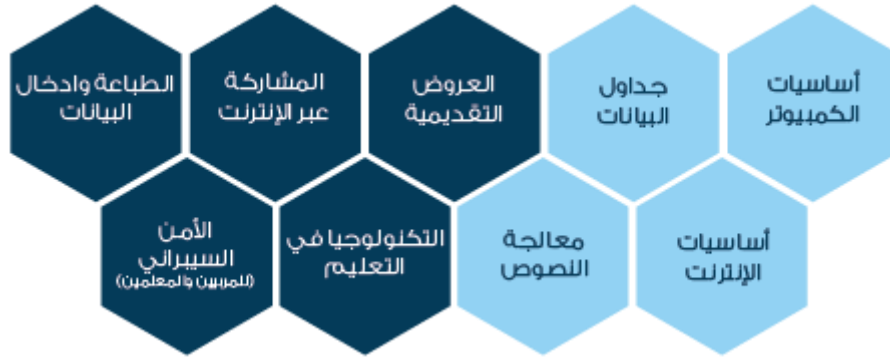 أساسيات
الكمبيوتر
جداول
البيانات
العروض
التقديمية
المشاركة
عبر الإنترنت
الطباعة وادخال
البيانات
أساسيات
الإنترنت
معالجة
النصوص
التكنولوجيا في
التعليم
الأمن
السيبراني
(للمربين والمعلمين)